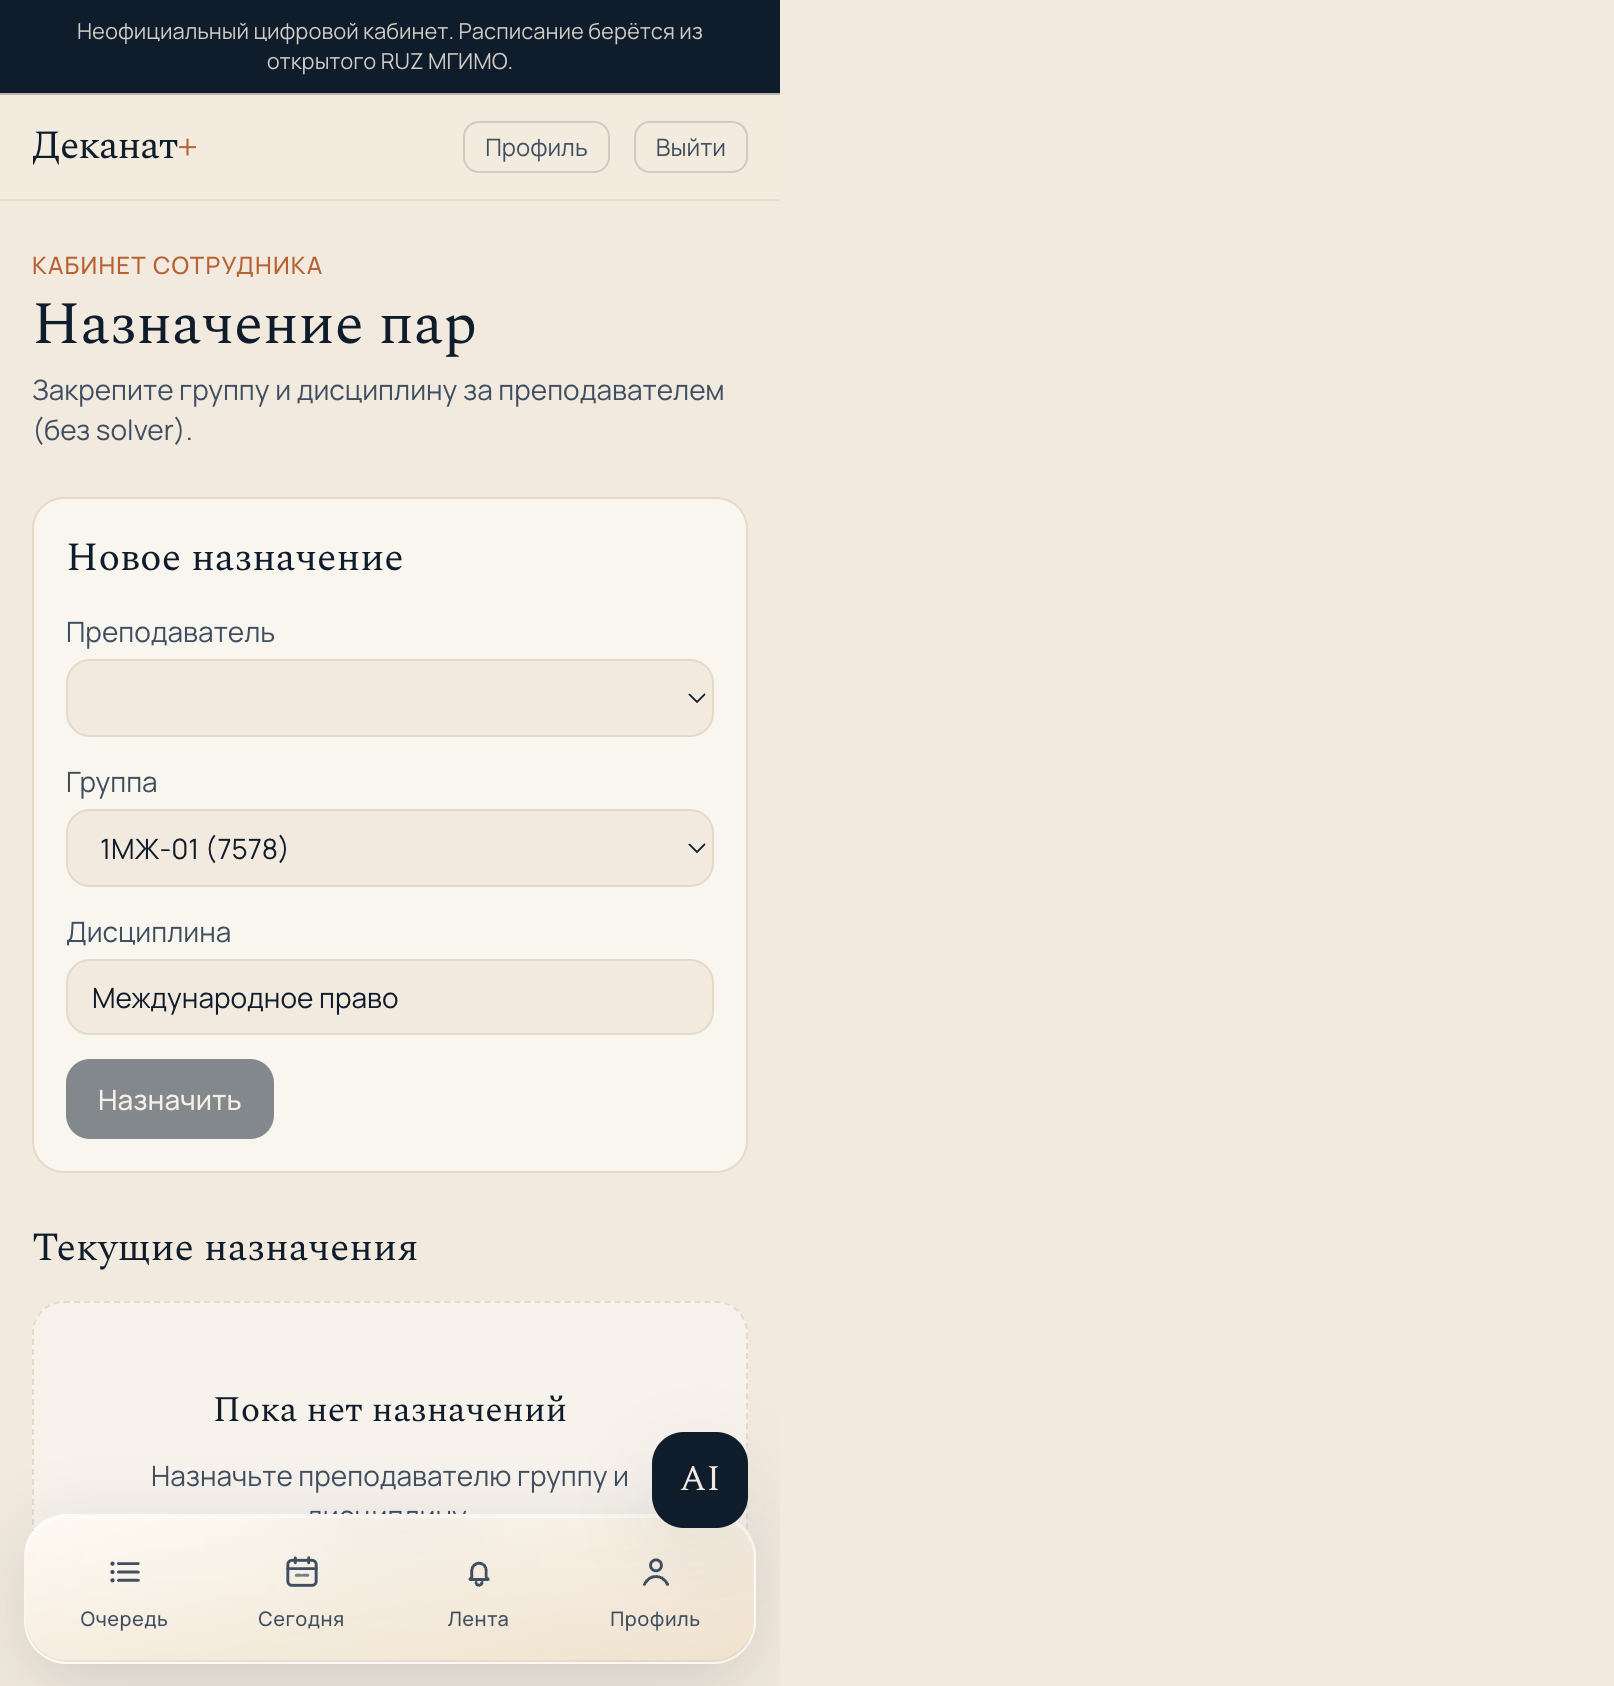 Неофициальный цифровой кабинет. Расписание берётся из
открытого RUZ МГИМО.
Деканат+
Профиль
Выйти
КАБИНЕТ СОТРУДНИКА
Назначение пар
Закрепите группу и дисциплину за преподавателем
(без solver).
Новое назначение
Преподаватель
Группа
1МЖ-01 (7578)
Дисциплина
Международное право
Назначить
Текущие назначения
Пока нет назначений
Назначьте преподавателю группу и
AI
Очередь
Сегодня
Лента
Профиль